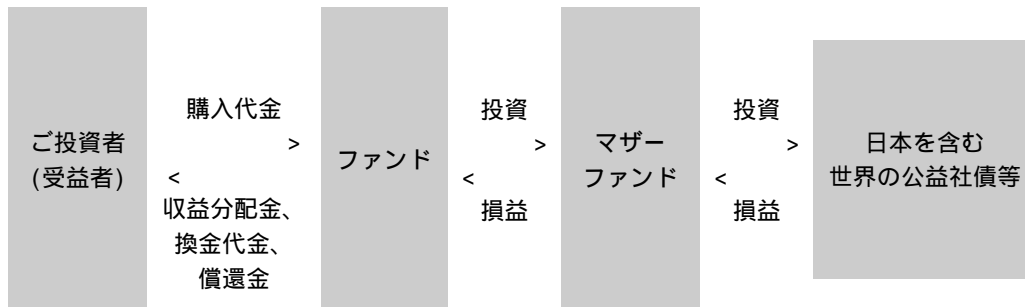 ご投資者
(受益者)
購入代金
>
<
収益分配金、
換金代金、
償還金
ファンド
投資
>
<
損益
マザー
ファンド
投資
>
<
損益
日本を含む
世界の公益社債等